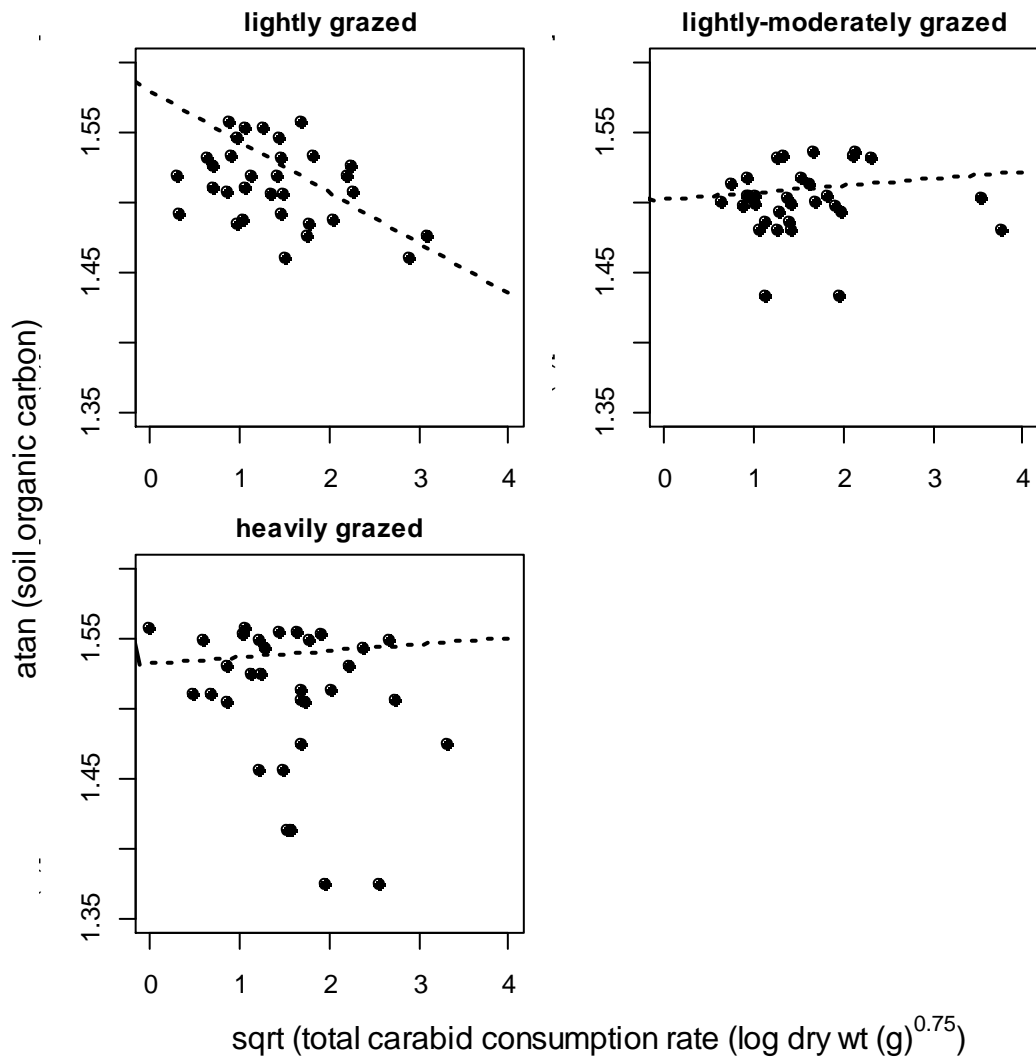 lightly grazed
lightly-moderately grazed
1.55
1.45
1.35
0 1 2 3 4
1.55
1.45
1.35
0 1 2 3 4
atan (soil organic carbon)
heavily grazed
1.55
1.45
1.35
0 1 2 3 4
sqrt (total carabid consumption rate (log dry wt (g)^0.75)